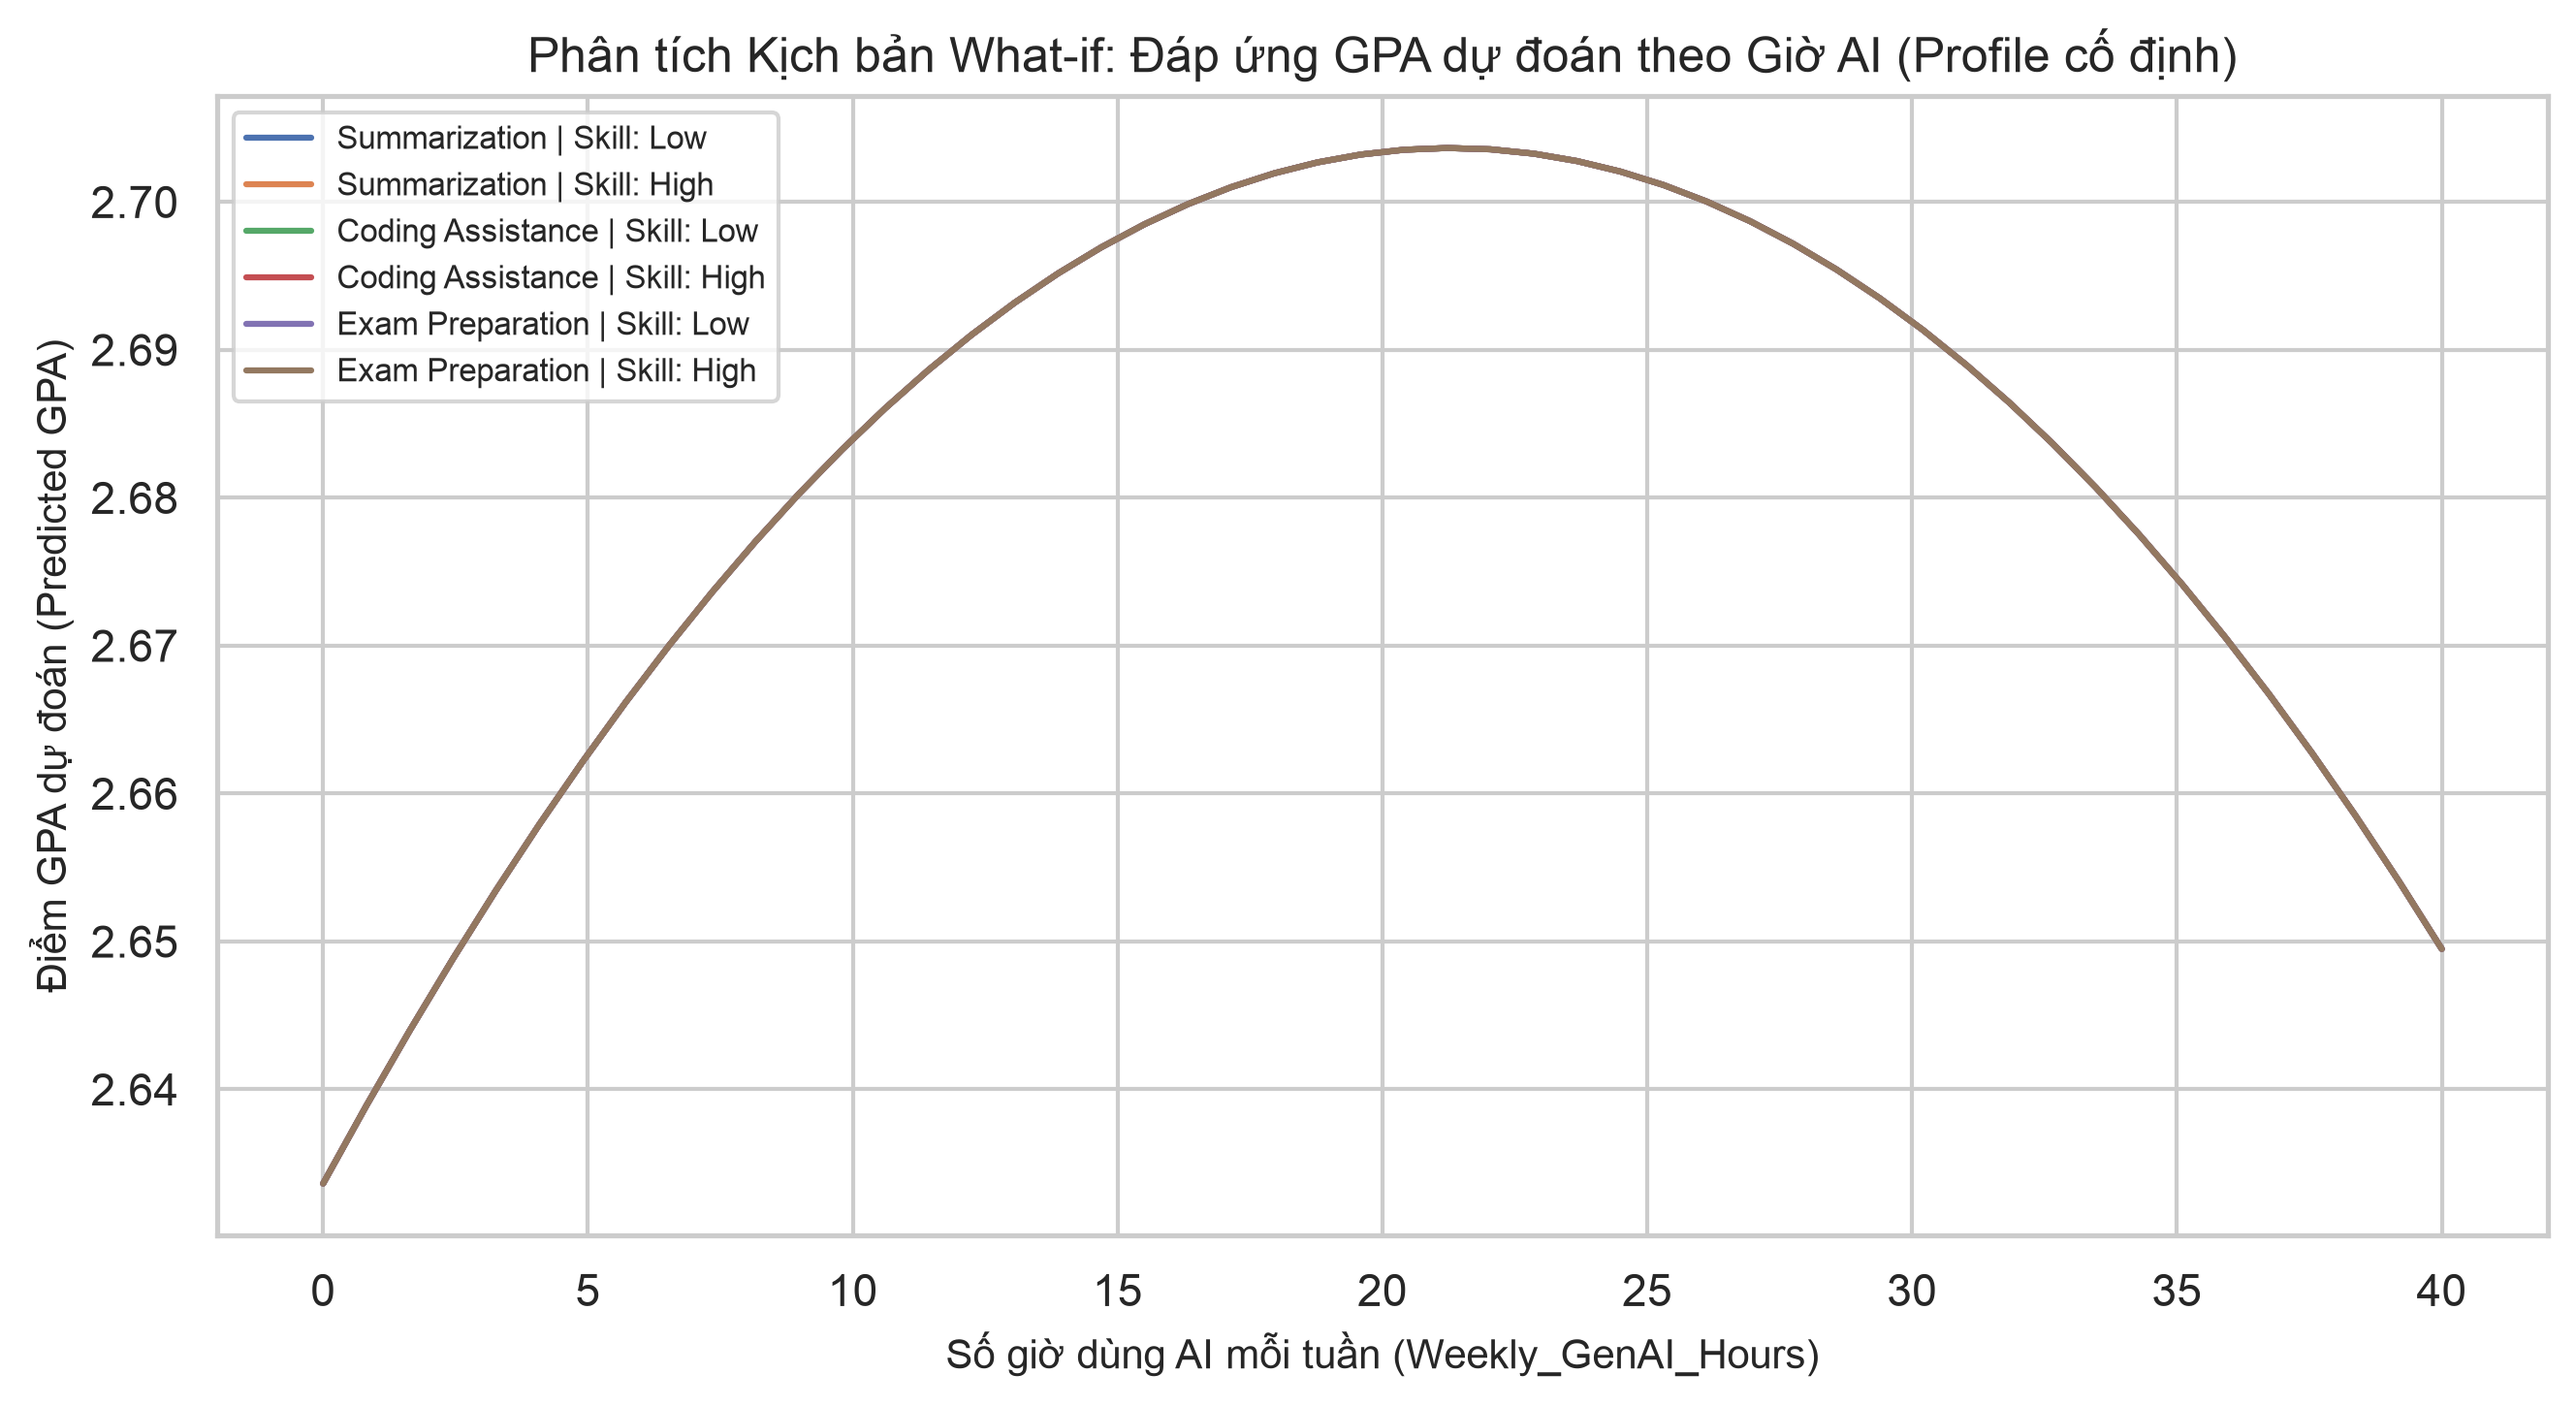 Phân tích Kịch bản What-if: Đáp ứng GPA dự đoán theo Giờ AI (Profile cố định)
Summarization | Skill: Low
Summarization | Skill: High
Coding Assistance | Skill: Low
Coding Assistance | Skill: High
Exam Preparation | Skill: Low
Exam Preparation | Skill: High
Điểm GPA dự đoán (Predicted GPA)
2.70
2.69
2.68
2.67
2.66
2.65
2.64
0 5 10 15 20 25 30 35 40
Số giờ dùng AI mỗi tuần (Weekly_GenAI_Hours)